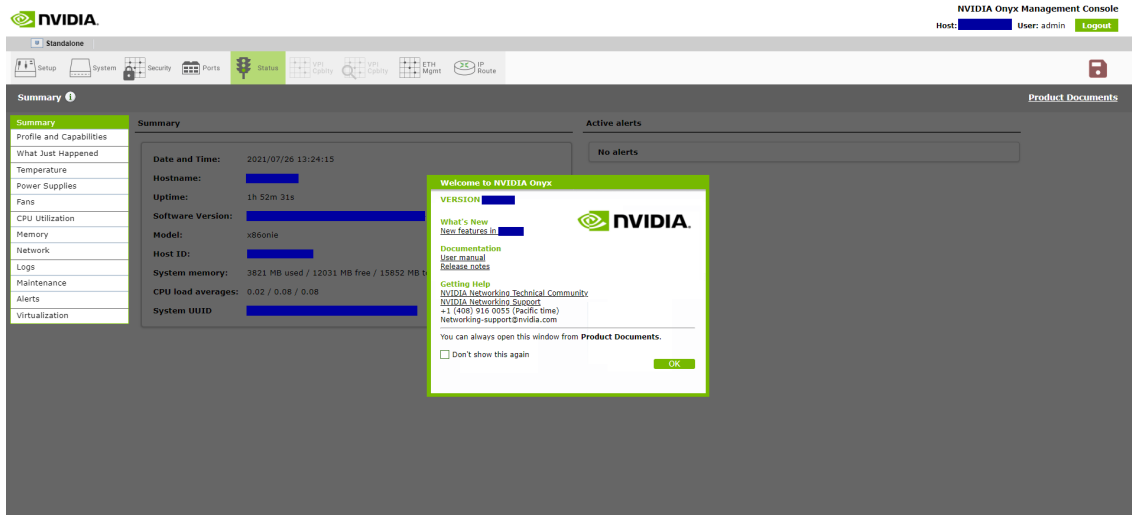 NVIDIA.
NVIDIA Onyx Management Console
Host: User: admin Logout
Standalone
Setup System Security Ports Status VPI Cpblty VPI Cpblty ETH Mgmt IP Route
Summary
Product Documents
Summary
Profile and Capabilities
What Just Happened
Temperature
Power Supplies
Fans
CPU Utilization
Memory
Network
Logs
Maintenance
Alerts
Virtualization
Summary
Date and Time: 2021/07/26 13:24:15
Hostname:
Uptime: 1h 52m 31s
Software Version:
Model: x86onie
Host ID:
System memory: 3821 MB used / 12031 MB free / 15852 MB
CPU load averages: 0.02 / 0.08 / 0.08
System UUID
Active alerts
No alerts
Welcome to NVIDIA Onyx
VERSION
NVIDIA.
What's New
New features in
Documentation
User manual
Release notes
Getting Help
NVIDIA Networking Technical Community
NVIDIA Networking Support
+1 (408) 916 0055 (Pacific time)
Networking-support@nvidia.com
You can always open this window from Product Documents.
Don't show this again
OK